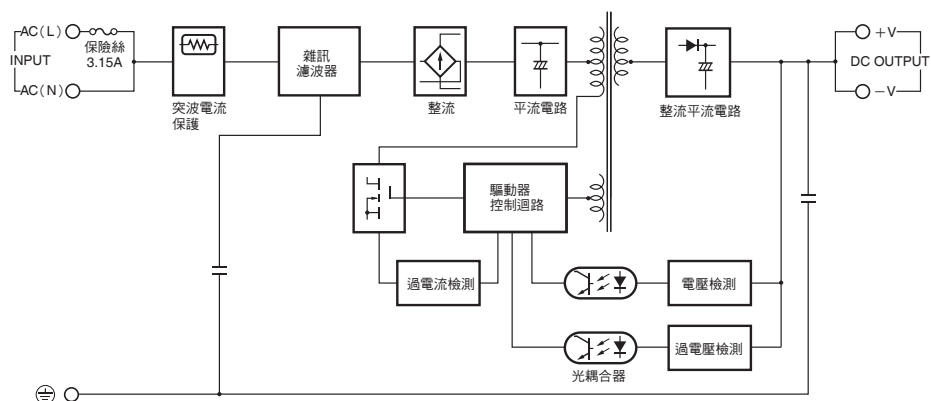 AC(L)
保險絲
3.15A
INPUT
AC(N)
突波電流
保護
雜訊
濾波器
整流
平流電路
整流平流電路
+V
DC OUTPUT
−V
驅動器
控制迴路
過電流檢測
電壓檢測
過電壓檢測
光耦合器